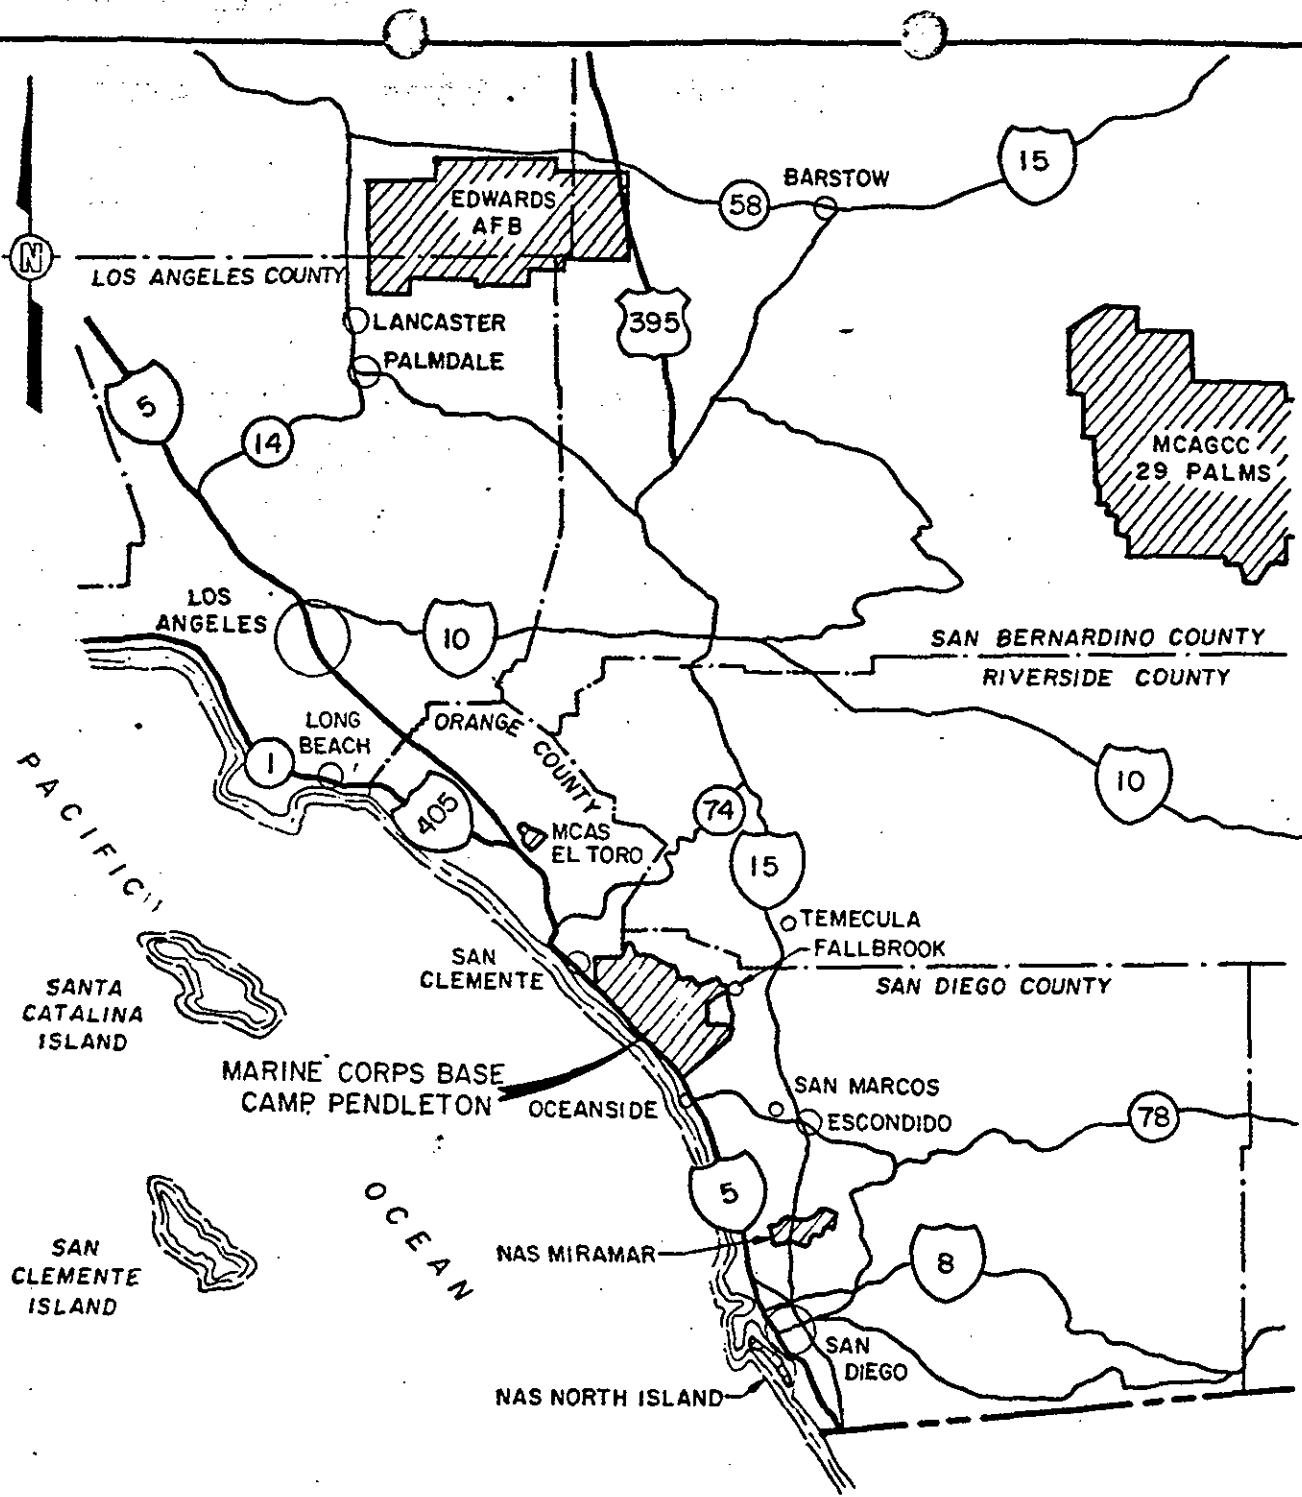 BARSTOW
15
EDWARDS
AFB
58
N
LOS ANGELES COUNTY
LANCASTER
395
PALMDALE
5
14
MCAGCC
29 PALMS
LOS
ANGELES
10
SAN BERNARDINO COUNTY
RIVERSIDE COUNTY
LONG
BEACH
ORANGE
COUNTY
1
405
74
10
MCAS
EL TORO
15
PACIFIC
TEMECULA
FALLBROOK
SAN
CLEMENTE
SAN DIEGO COUNTY
SANTA
CATALINA
ISLAND
MARINE CORPS BASE
CAMP PENDLETON
OCEANSIDE
SAN MARCOS
ESCONDIDO
78
OCEAN
5
NAS MIRAMAR
8
SAN
CLEMENTE
ISLAND
SAN
DIEGO
NAS NORTH ISLAND